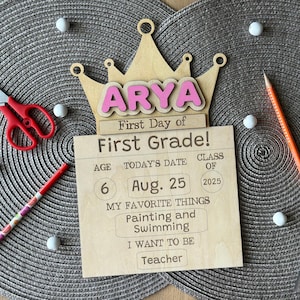 ARYA
First Day of
First Grade!
AGE TODAY'S DATE CLASS OF
6 Aug. 25 2025
MY FAVORITE THINGS
Painting and
Swimming
I WANT TO BE
Teacher